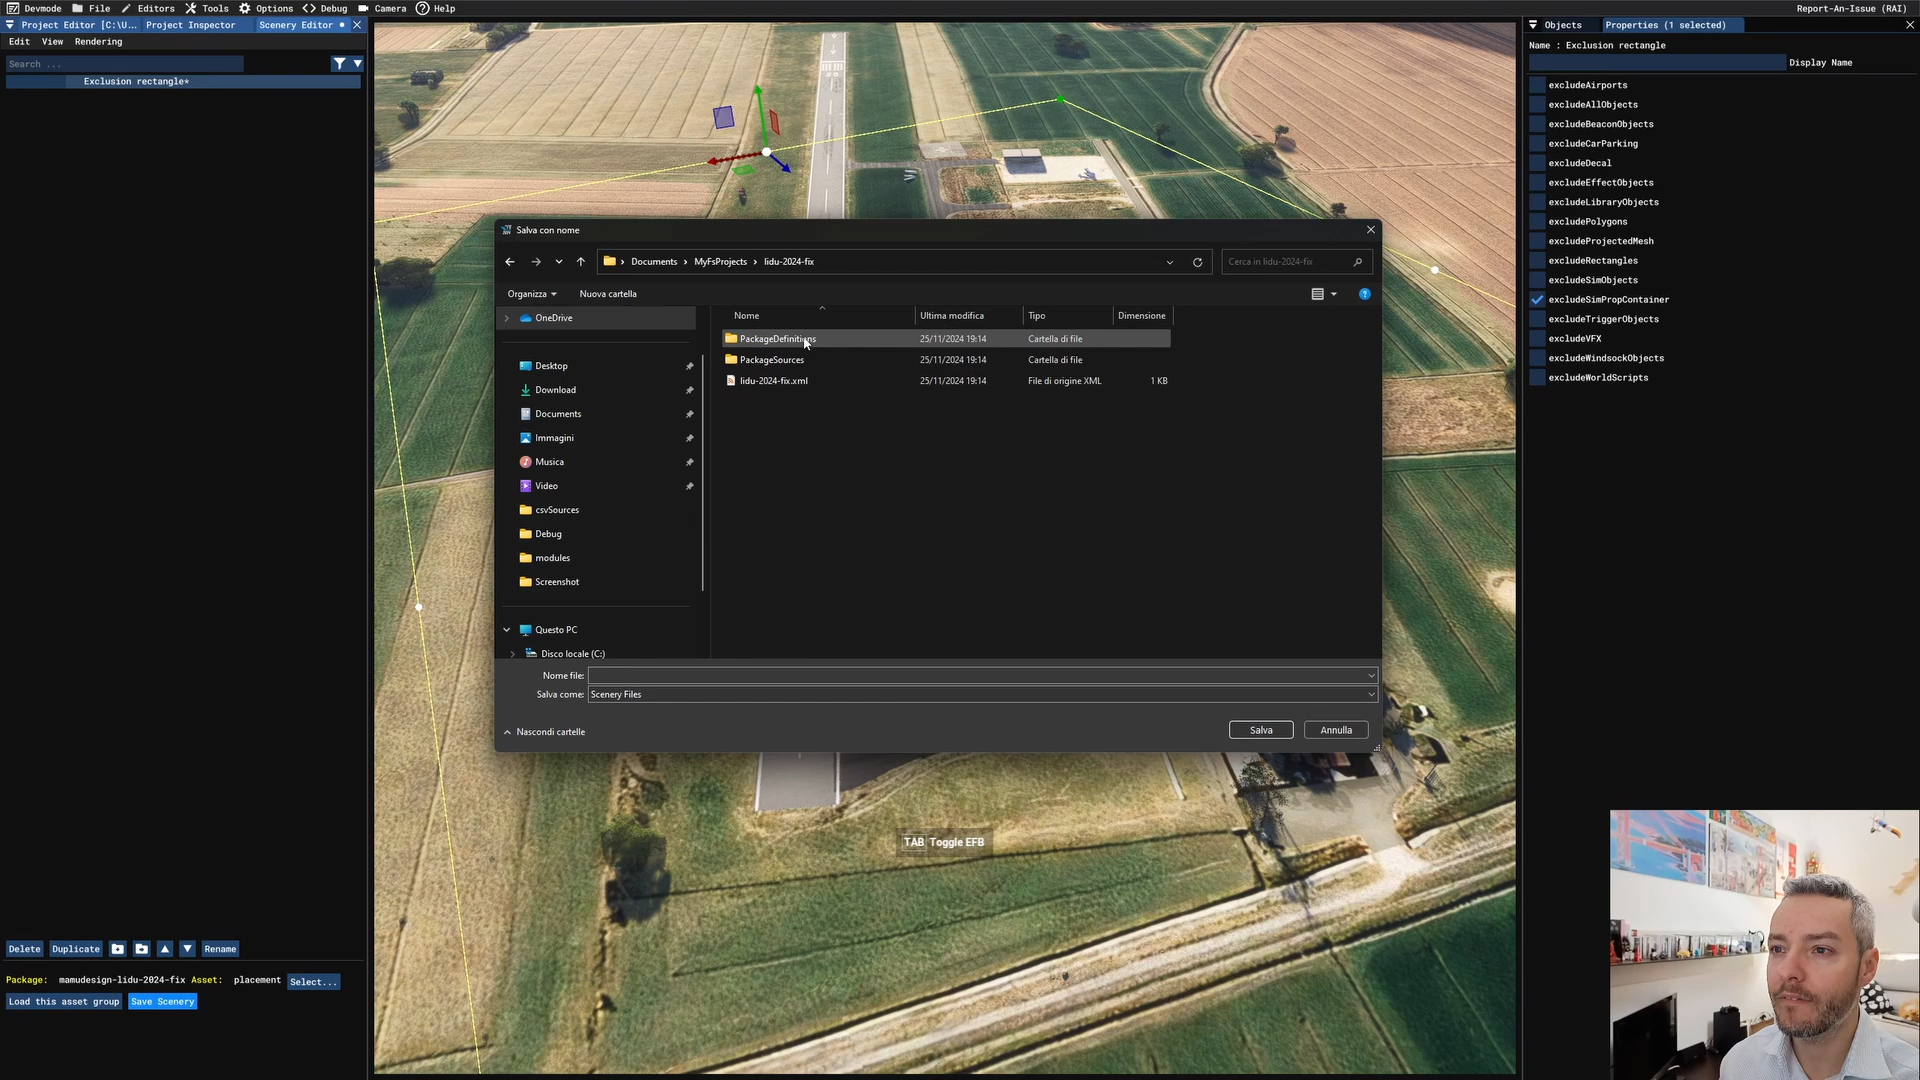 Devmode File Editors Tools Options Debug Camera Help Report-An-Issue (RAI)
Project Editor [C:\U... Project Inspector Scenery Editor
Edit View Rendering
Search ...
Exclusion rectangle*
Objects Properties (1 selected)
Name : Exclusion rectangle
Display Name
excludeAirports
excludeAllObjects
excludeBeaconObjects
excludeCarParking
excludeDecal
excludeEffectObjects
excludeLibraryObjects
excludePolygons
excludeProjectedMesh
excludeRectangles
excludeSimObjects
excludeSimPropContainer
excludeTriggerObjects
excludeVFX
excludeWindsockObjects
excludeWorldScripts
Salva con nome
Documents MyFsProjects lidu-2024-fix
Cerca in lidu-2024-fix
Organizza Nuova cartella
OneDrive
Desktop
Download
Documents
Immagini
Musica
Video
csvSources
Debug
modules
Screenshot
Questo PC
Disco locale (C:)
Nome Ultima modifica Tipo Dimensione
PackageDefinitions 25/11/2024 19:14 Cartella di file
PackageSources 25/11/2024 19:14 Cartella di file
lidu-2024-fix.xml 25/11/2024 19:14 File di origine XML 1 KB
Nome file:
Salva come: Scenery Files
Nascondi cartelle
Salva Annulla
TAB Toggle EFB
Delete Duplicate Rename
Package: mamudesign-lidu-2024-fix Asset: placement Select...
Load this asset group Save Scenery